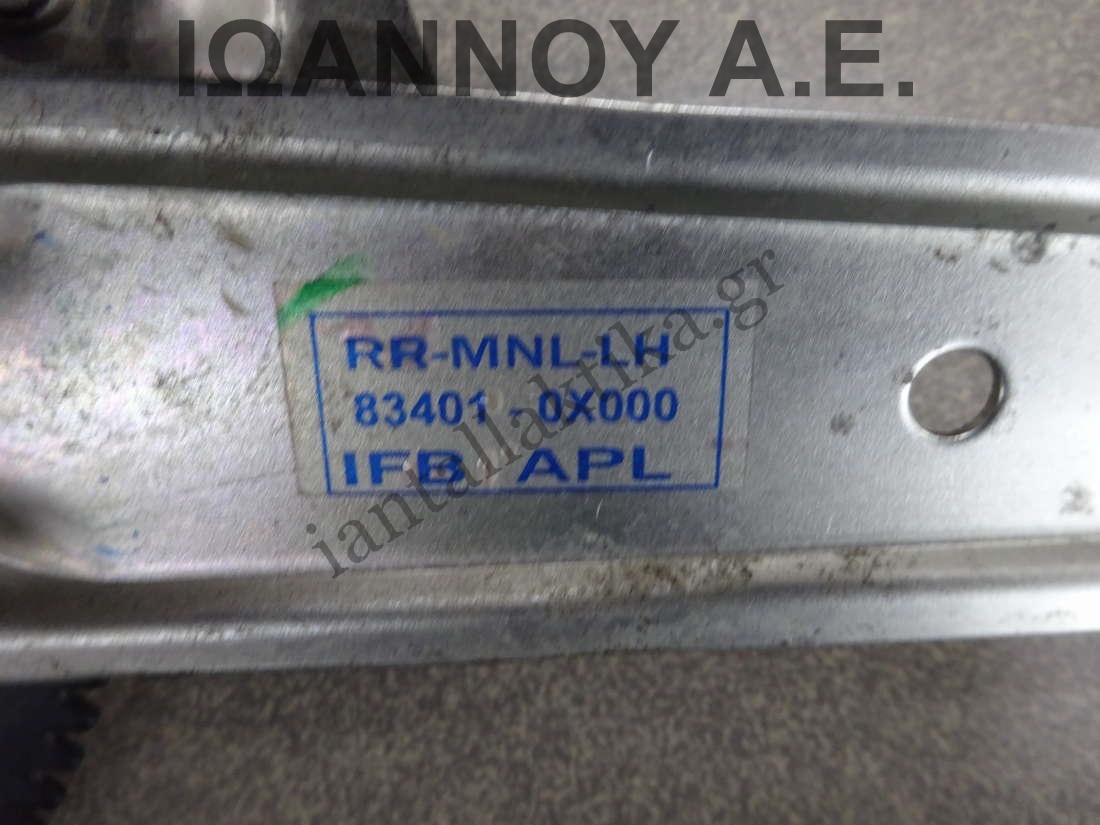 ΙΩΑΝΝΟΥ Α.Ε.
RR-MNL-LH
83401 - 0X000
IFB APL
iantallaktika.gr